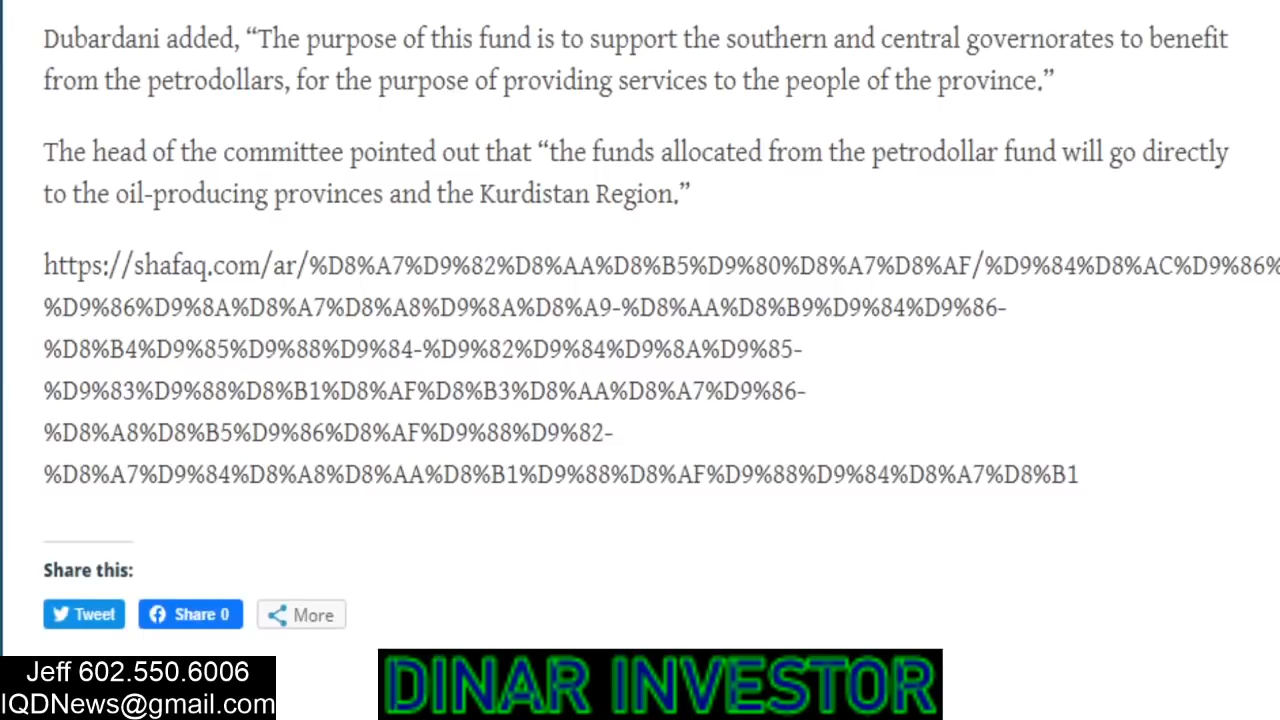 Dubardani added, “The purpose of this fund is to support the southern and central governorates to benefit
from the petrodollars, for the purpose of providing services to the people of the province.”
The head of the committee pointed out that “the funds allocated from the petrodollar fund will go directly
to the oil-producing provinces and the Kurdistan Region.”
https://shafaq.com/ar/%D8%A7%D9%82%D8%AA%D8%B5%D9%80%D8%A7%D8%AF/%D9%84%D8%AC%D9%86%
%D9%86%D9%8A%D8%A7%D8%A8%D9%8A%D8%A9-%D8%AA%D8%B9%D9%84%D9%86-
%D8%B4%D9%85%D9%88%D9%84-%D9%82%D9%84%D9%8A%D9%85-
%D9%83%D9%88%D8%B1%D8%AF%D8%B3%D8%AA%D8%A7%D9%86-
%D8%A8%D8%B5%D9%86%D8%AF%D9%88%D9%82-
%D8%A7%D9%84%D8%A8%D8%AA%D8%B1%D9%88%D8%AF%D9%88%D9%84%D8%A7%D8%B1
Share this:
Tweet Share 0 More
Jeff 602.550.6006
IQDNews@gmail.com
DINAR INVESTOR